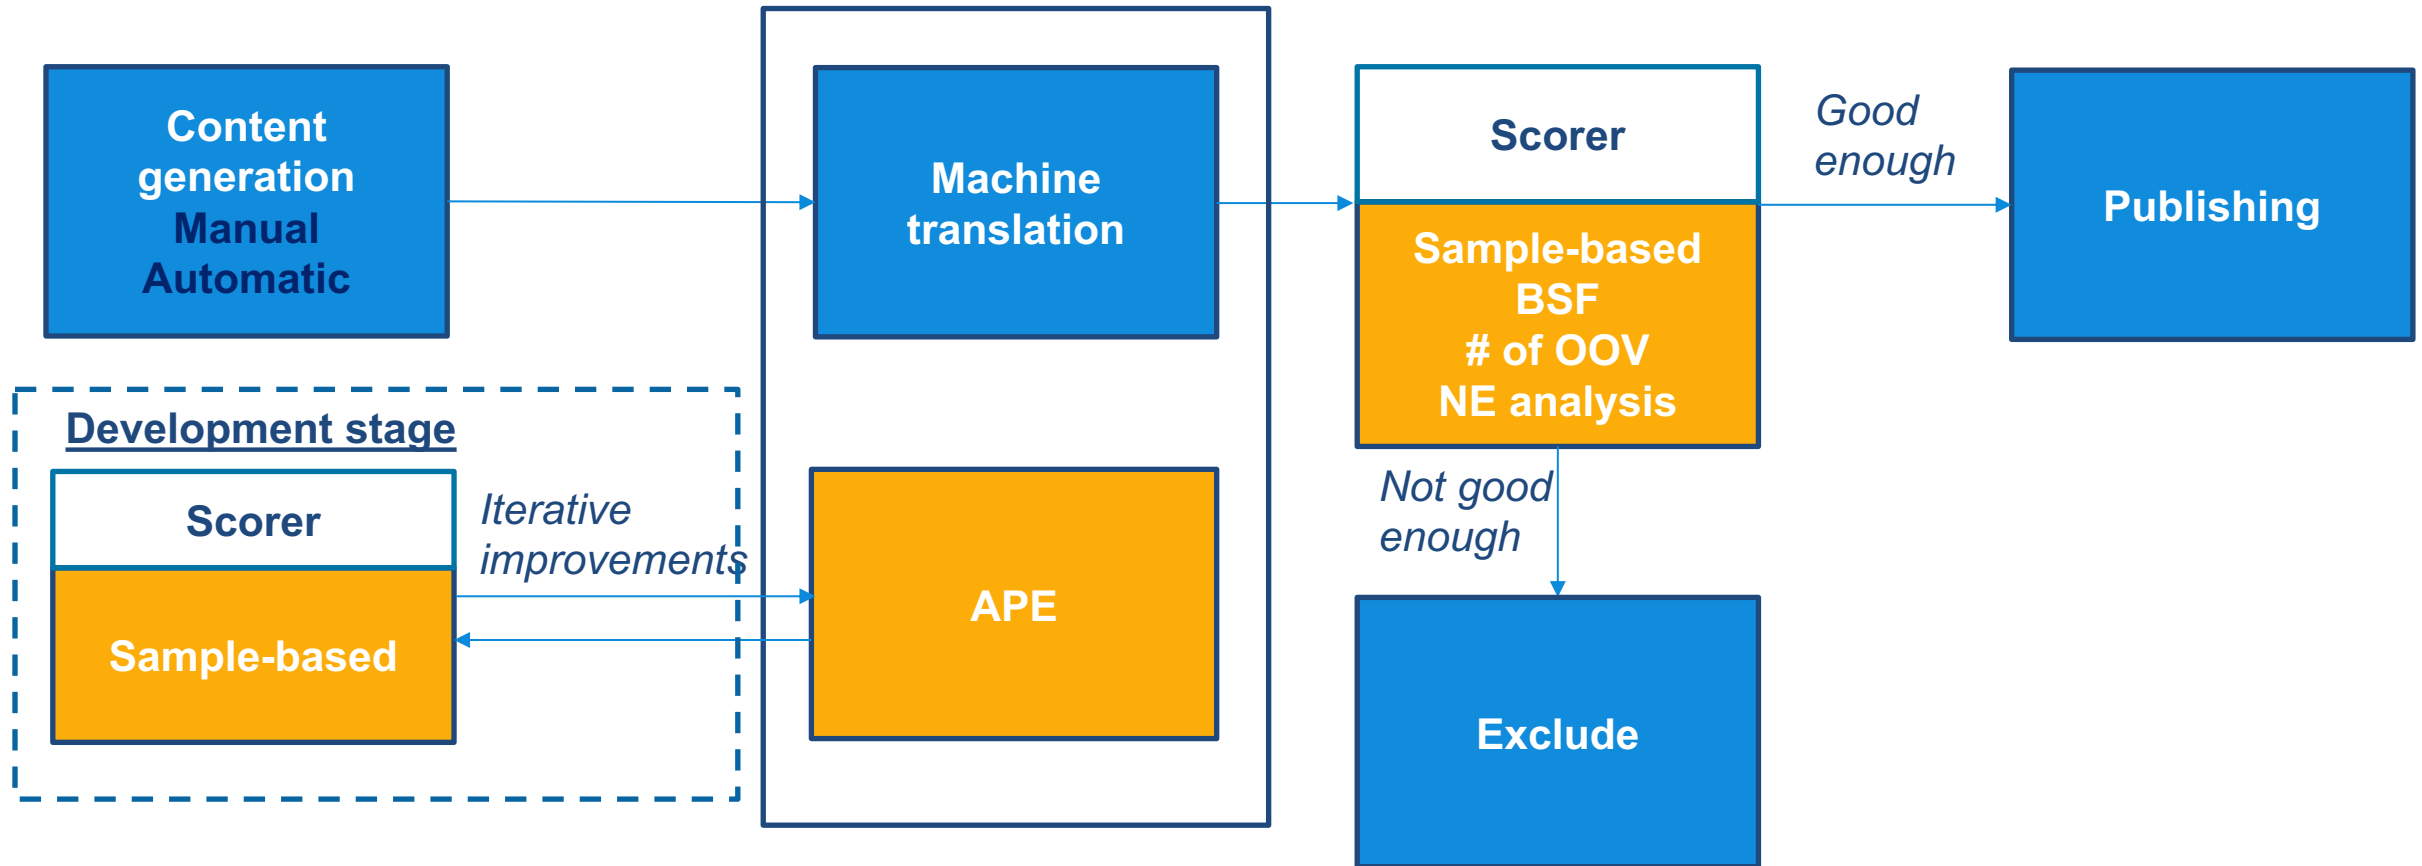 Content
generation
Manual
Automatic
Machine
translation
Scorer
Sample-based
BSF
# of OOV
NE analysis
Good
enough
Publishing
Development stage
Scorer
Sample-based
Iterative
improvements
APE
Not good
enough
Exclude